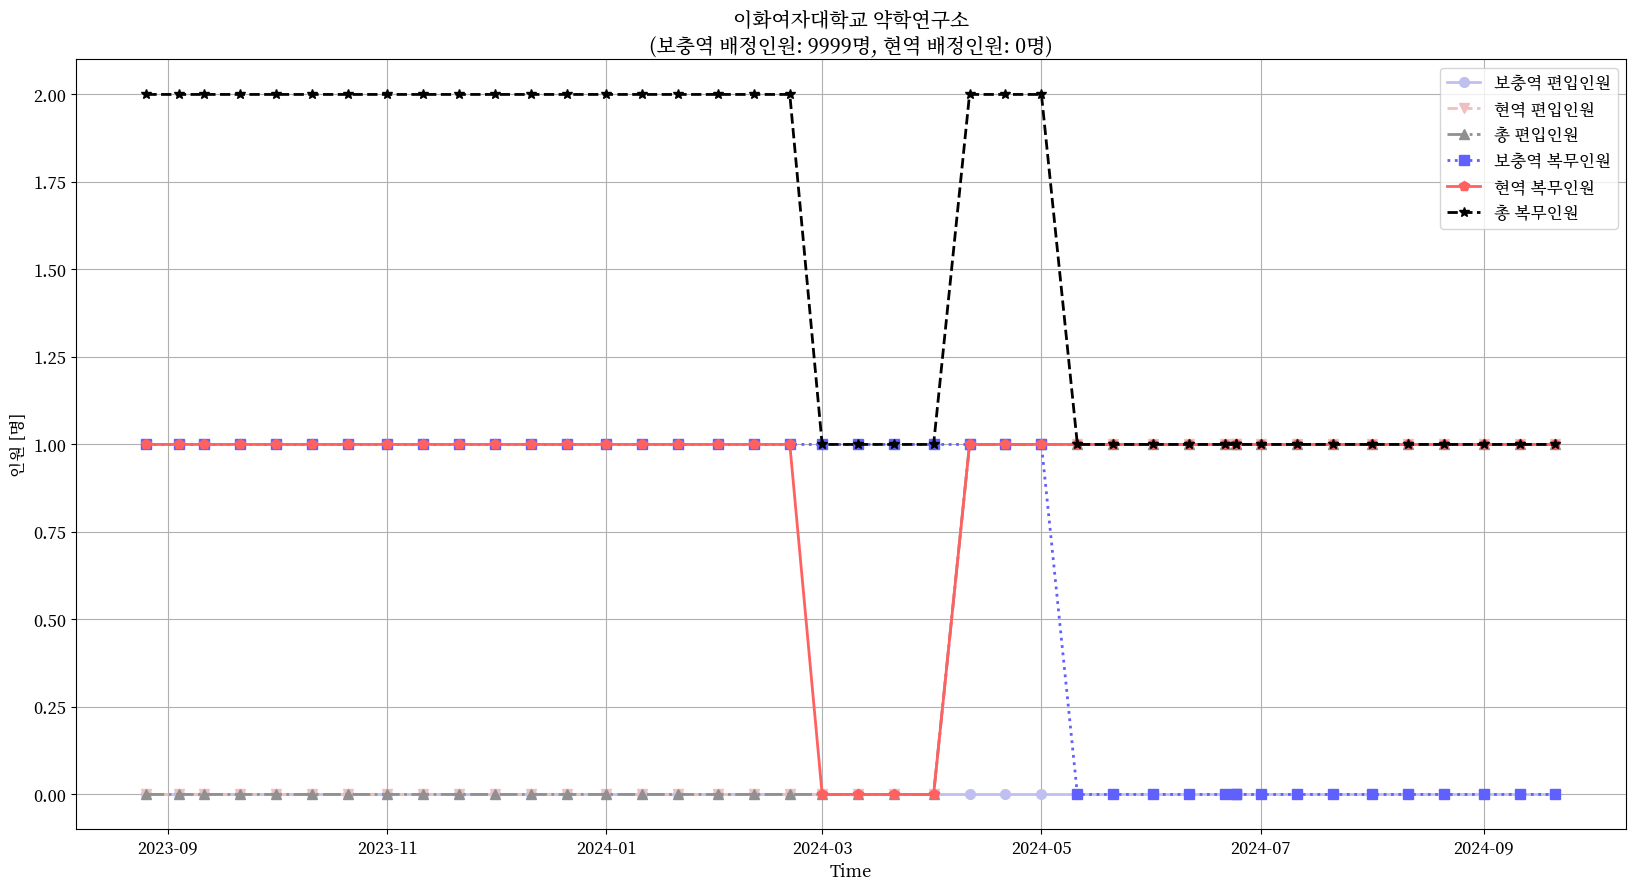 이화여자대학교 약학연구소
(보충역 배정인원: 9999명, 현역 배정인원: 0명)
보충역 편입인원
현역 편입인원
총 편입인원
보충역 복무인원
현역 복무인원
총 복무인원
2.00
1.75
1.50
1.25
1.00
0.75
0.50
0.25
0.00
인원 [명]
2023-09
2023-11
2024-01
2024-03
2024-05
2024-07
2024-09
Time